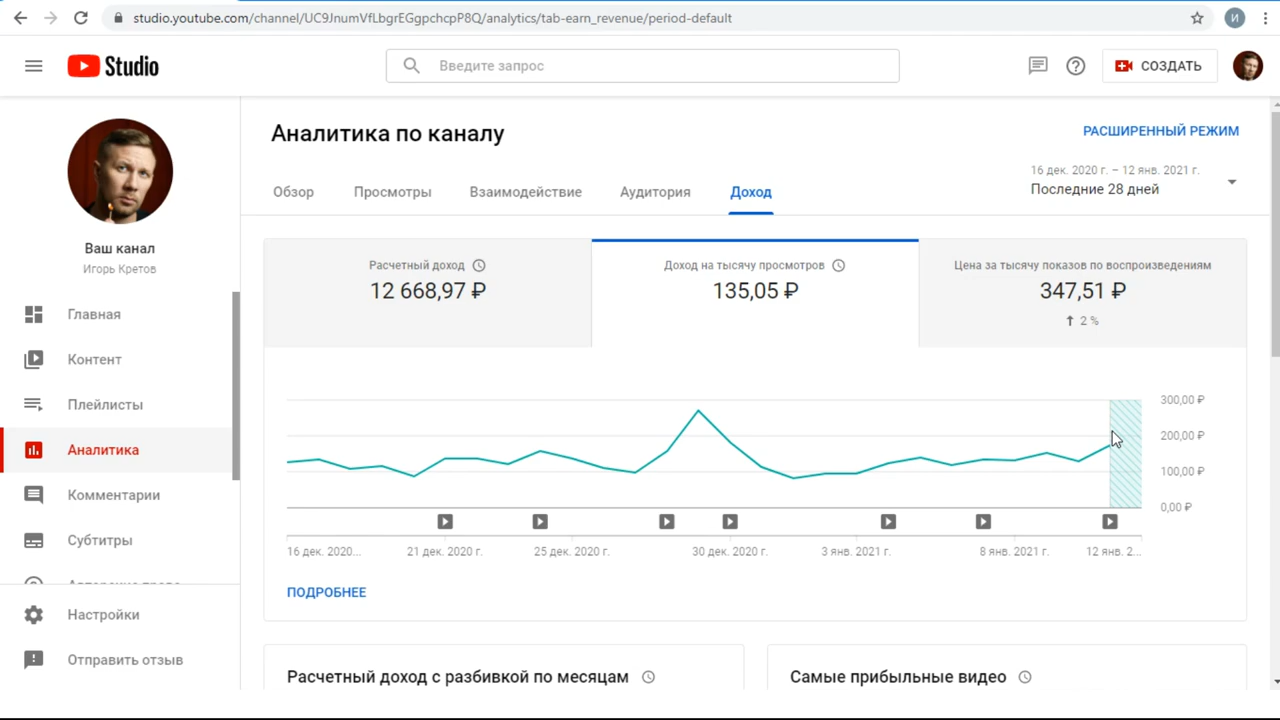 studio.youtube.com/channel/UC9JnumVfLbgrEGgpchcpP8Q/analytics/tab-earn_revenue/period-default
И
Studio
Введите запрос
СОЗДАТЬ
Ваш канал
Игорь Кретов
Главная
Контент
Плейлисты
Аналитика
Комментарии
Субтитры
Настройки
Отправить отзыв
Аналитика по каналу
РАСШИРЕННЫЙ РЕЖИМ
Обзор Просмотры Взаимодействие Аудитория Доход
16 дек. 2020 г. – 12 янв. 2021 г.
Последние 28 дней
Расчетный доход
12 668,97 ₽
Доход на тысячу просмотров
135,05 ₽
Цена за тысячу показов по воспроизведениям
347,51 ₽
2 %
300,00 ₽
200,00 ₽
100,00 ₽
0,00 ₽
16 дек. 2020... 21 дек. 2020 г. 25 дек. 2020 г. 30 дек. 2020 г. 3 янв. 2021 г. 8 янв. 2021 г. 12 янв. 2...
ПОДРОБНЕЕ
Расчетный доход с разбивкой по месяцам
Самые прибыльные видео